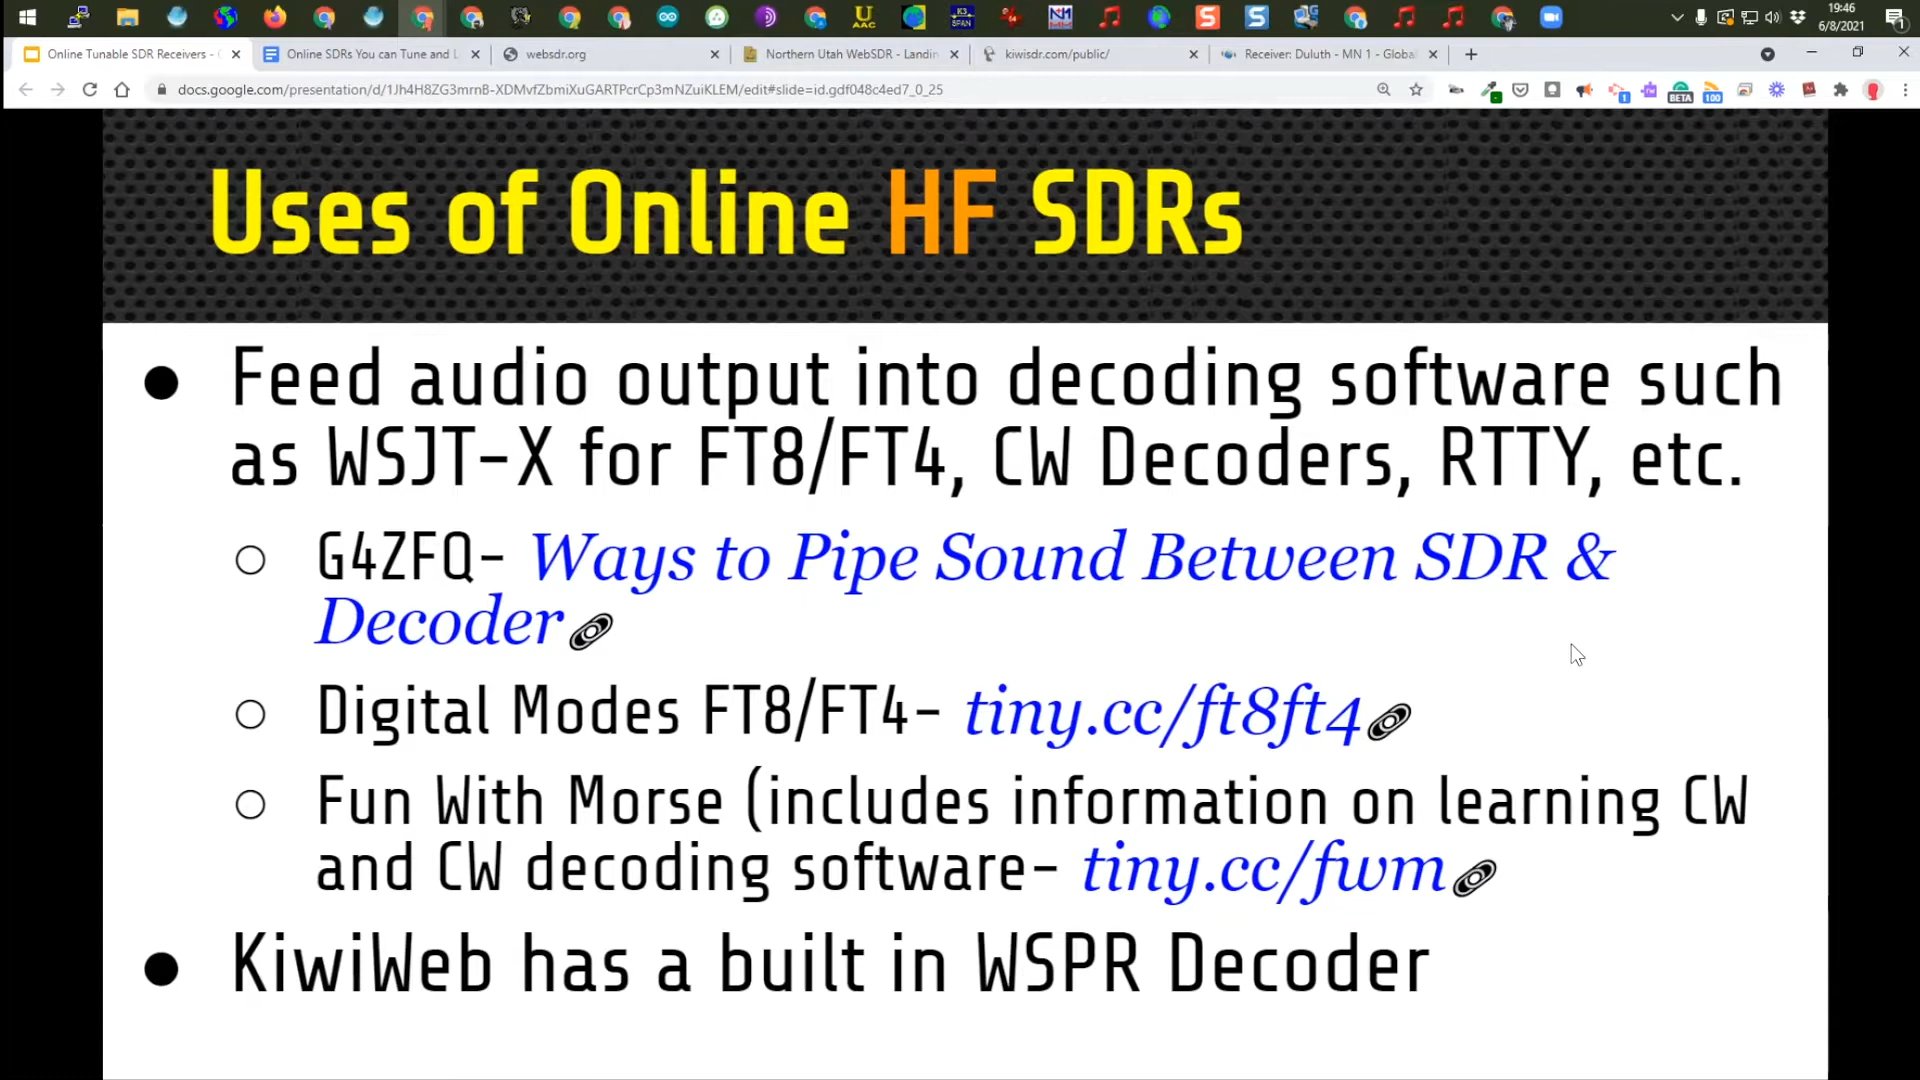 19:46
6/8/2021
Online Tunable SDR Receivers -
Online SDRs You can Tune and L
websdr.org
Northern Utah WebSDR - Landin
kiwisdr.com/public/
Receiver: Duluth - MN 1 - Globa
docs.google.com/presentation/d/1Jh4H8ZG3mrnB-XDMvfZbmiXuGARTPcrCp3mNZuiKLEM/edit#slide=id.gdf048c4ed7_0_25
BETA
100
Uses of Online HF SDRs
● Feed audio output into decoding software such
as WSJT-X for FT8/FT4, CW Decoders, RTTY, etc.
○ G4ZFQ- Ways to Pipe Sound Between SDR &
Decoder
○ Digital Modes FT8/FT4- tiny.cc/ft8ft4
○ Fun With Morse (includes information on learning CW
and CW decoding software- tiny.cc/fwm
● KiwiWeb has a built in WSPR Decoder